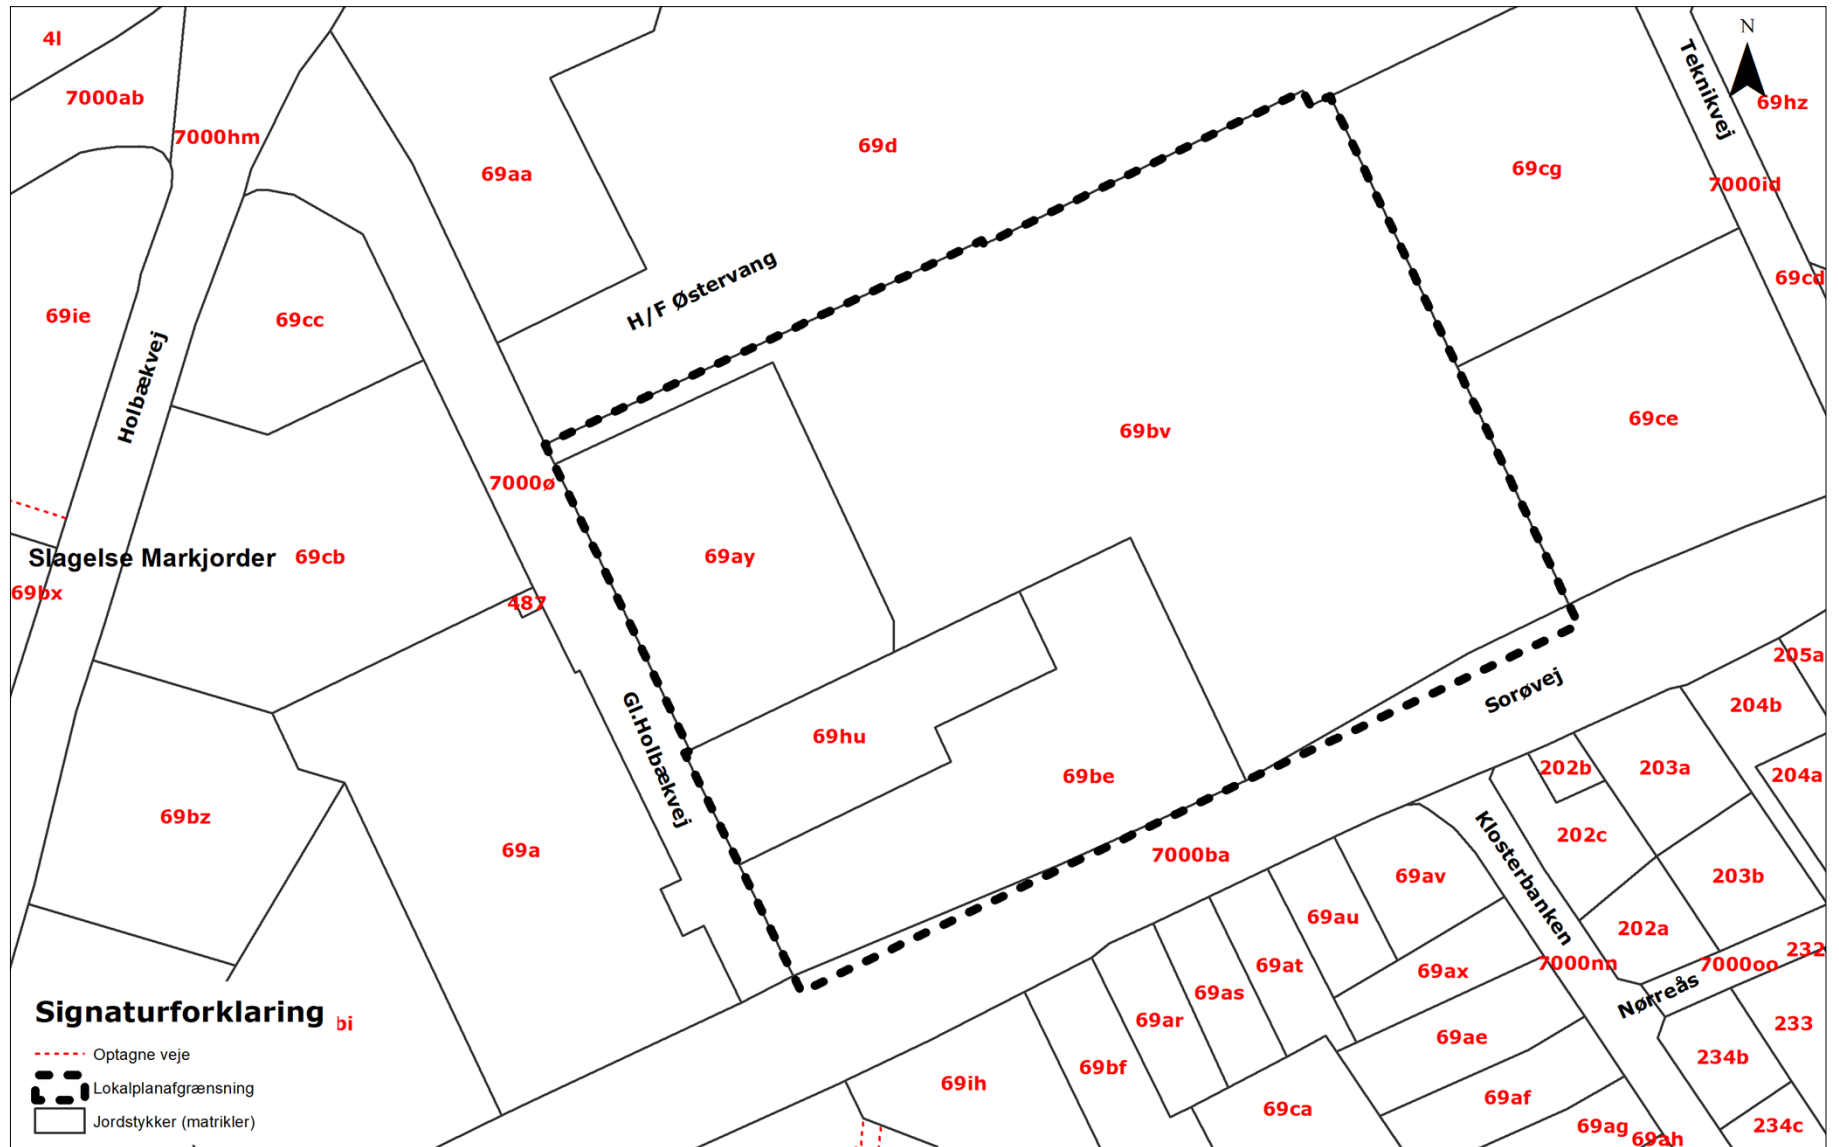 4l
N
7000ab
69hz
7000hm
Teknikvej
69d
69aa
69cg
7000id
H/F Østervang
69cd
69ie
69cc
Holbækvej
69ce
69bv
7000ø
Slagelse Markjorder
69cb
69ay
69bx
487
205a
Sorøvej
204b
Gl.Holbækvej
69hu
69be
202b
203a
204a
69bz
69a
7000ba
Klosterbanken
202c
69av
203b
69au
202a
232
69at
69ax
7000nn
7000oo
69as
Nørreås
Signaturforklaring
bi
69ar
233
69ae
Optagne veje
234b
69bf
69ih
Lokalplanafgrænsning
69af
69ca
Jordstykker (matrikler)
69ag
234c
69ah